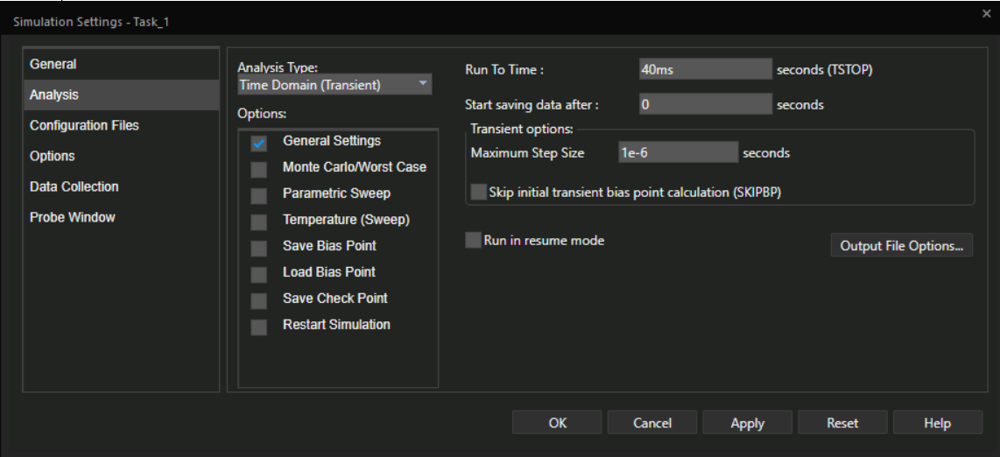 Simulation Settings - Task_1
General
Analysis
Configuration Files
Options
Data Collection
Probe Window
Analysis Type:
Time Domain (Transient)
Options:
General Settings
Monte Carlo/Worst Case
Parametric Sweep
Temperature (Sweep)
Save Bias Point
Load Bias Point
Save Check Point
Restart Simulation
Run To Time : 40ms seconds (TSTOP)
Start saving data after : 0 seconds
Transient options:
Maximum Step Size 1e-6 seconds
Skip initial transient bias point calculation (SKIPBP)
Run in resume mode
Output File Options...
OK Cancel Apply Reset Help